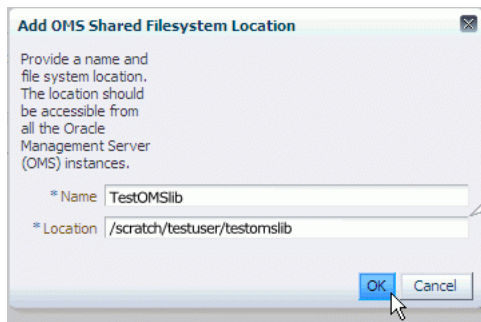 Add OMS Shared Filesystem Location
Provide a name and
file system location.
The location should
be accessible from
all the Oracle
Management Server
(OMS) instances.
* Name TestOMSlib
* Location /scratch/testuser/testomslib
OK Cancel